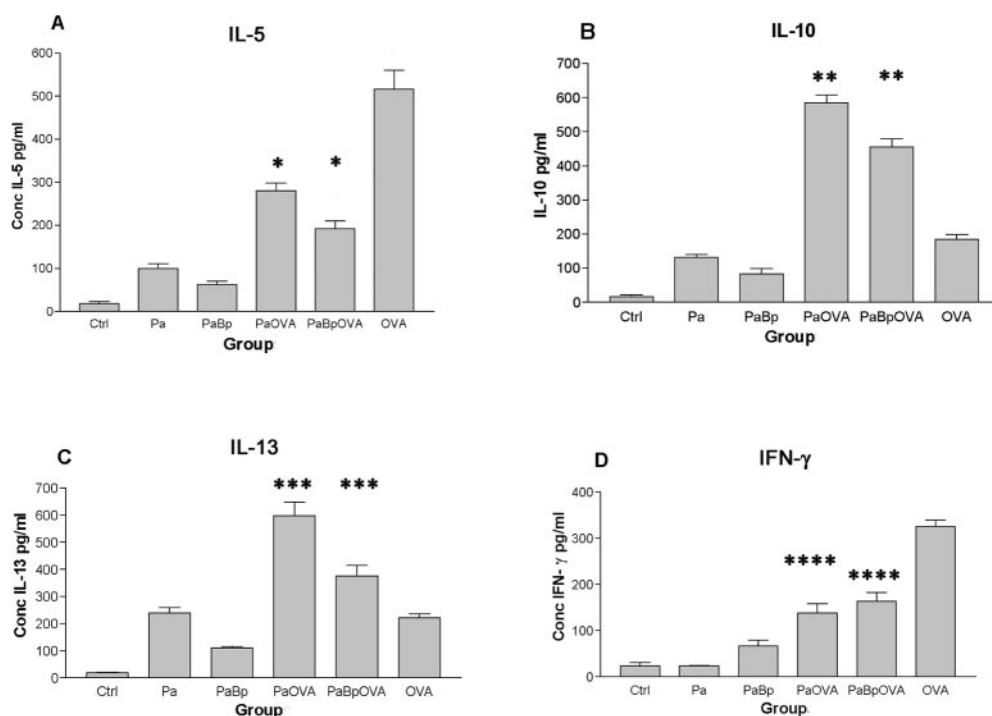 A
IL-5
Conc IL-5 pg/ml
600
500
400
300
200
100
0
*
*
Ctrl
Pa
PaBp
PaOVA
PaBpOVA
OVA
Group
B
IL-10
IL-10 pg/ml
700
600
500
400
300
200
100
0
**
**
Ctrl
Pa
PaBp
PaOVA
PaBpOVA
OVA
Group
C
IL-13
Conc IL-13 pg/ml
700
600
500
400
300
200
100
0
***
***
Ctrl
Pa
PaBp
PaOVA
PaBpOVA
OVA
Group
D
IFN-γ
Conc IFN- γ pg/ml
400
300
200
100
0
****
****
Ctrl
Pa
PaBp
PaOVA
PaBpOVA
OVA
Group